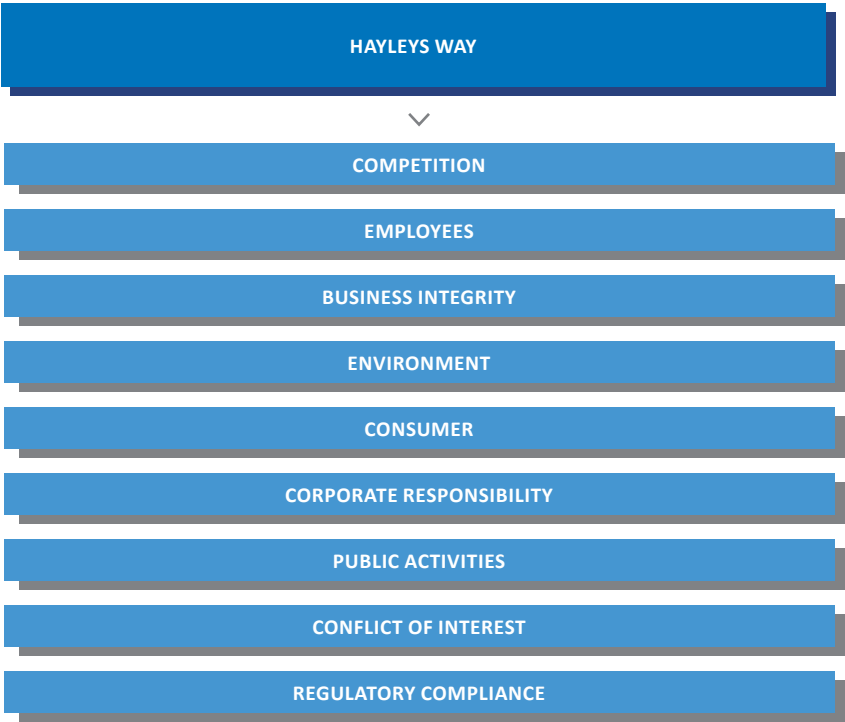 HAYLEYS WAY
COMPETITION
EMPLOYEES
BUSINESS INTEGRITY
ENVIRONMENT
CONSUMER
CORPORATE RESPONSIBILITY
PUBLIC ACTIVITIES
CONFLICT OF INTEREST
REGULATORY COMPLIANCE